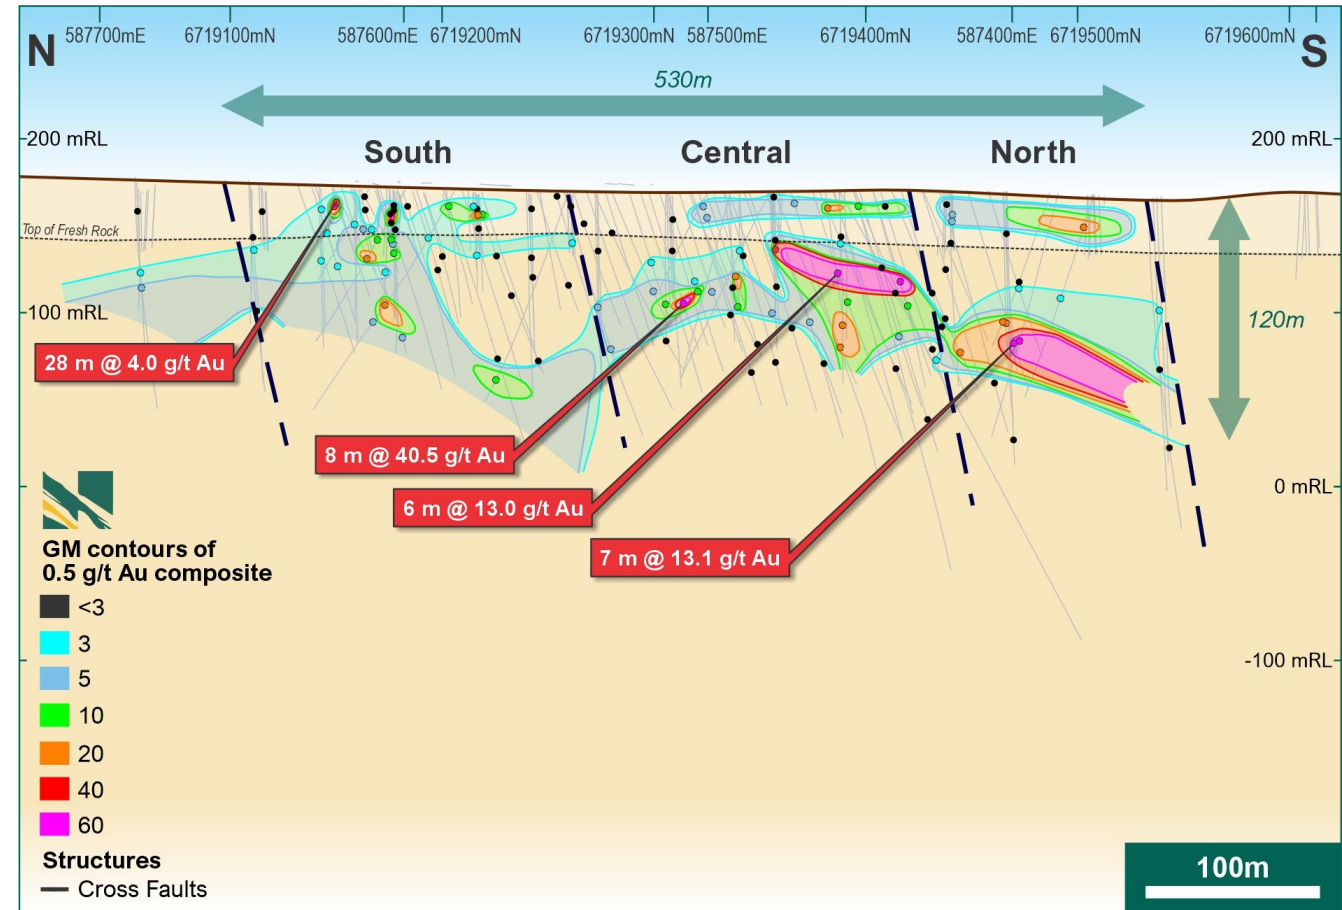 587700mE 6719100mN 587600mE 6719200mN 6719300mN 587500mE 6719400mN 587400mE 6719500mN 6719600mN
N S
530m
200 mRL 200 mRL
South Central North
Top of Fresh Rock
100 mRL
120m
28 m @ 4.0 g/t Au
8 m @ 40.5 g/t Au
6 m @ 13.0 g/t Au
0 mRL
7 m @ 13.1 g/t Au
GM contours of
0.5 g/t Au composite
<3
3
5
-100 mRL
10
20
40
60
Structures
Cross Faults
100m